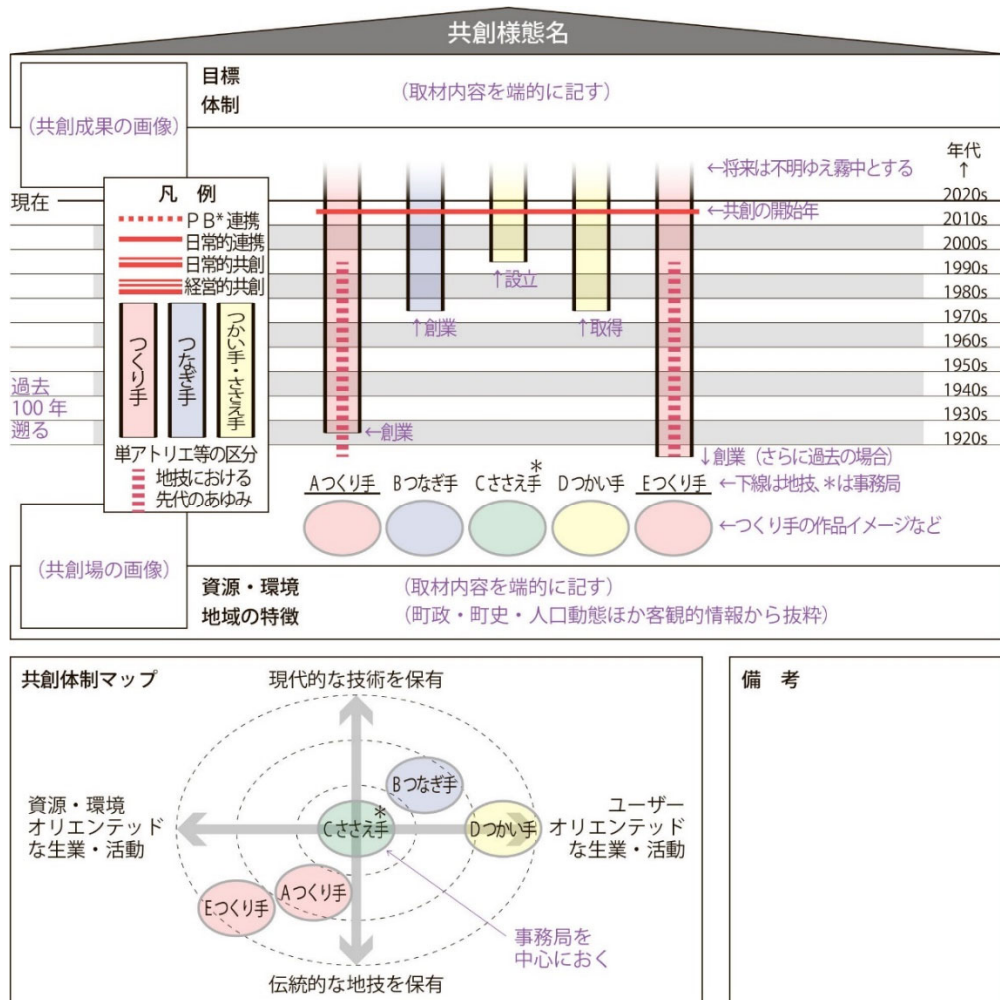 共創様態名
(共創成果の画像)
目標
体制
(取材内容を端的に記す)
現在
年代
↑
2020s
2010s
2000s
1990s
1980s
1970s
1960s
1950s
1940s
1930s
1920s
←将来は不明ゆえ霧中とする
←共創の開始年
↑設立
↑創業
↑取得
←創業
↓創業（さらに過去の場合）
凡　例
ＰＢ*連携
日常的連携
日常的共創
経営的共創
つくり手
つなぎ手
つかい手・ささえ手
単アトリエ等の区分
地技における
先代のあゆみ
過去
100年
遡る
Aつくり手
Bつなぎ手
Cささえ手*
Dつかい手
Eつくり手
←下線は地技、*は事務局
←つくり手の作品イメージなど
(共創場の画像)
資源・環境
(取材内容を端的に記す)
地域の特徴
(町政・町史・人口動態ほか客観的情報から抜粋)
共創体制マップ
現代的な技術を保有
資源・環境
オリエンテッド
な生業・活動
ユーザー
オリエンテッド
な生業・活動
Bつなぎ手
Cささえ手*
Dつかい手
Aつくり手
Eつくり手
事務局を
中心におく
伝統的な地技を保有
備　考